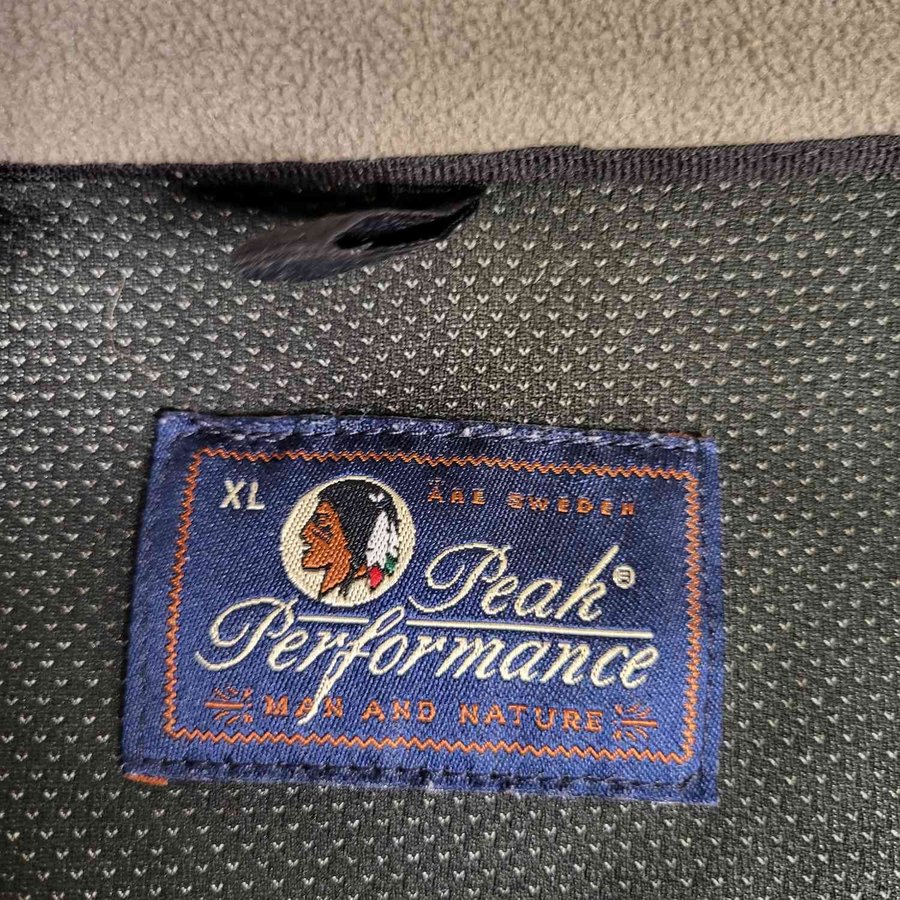 XL
ÅRE SWEDEN
Peak®
Performance
MAN AND NATURE